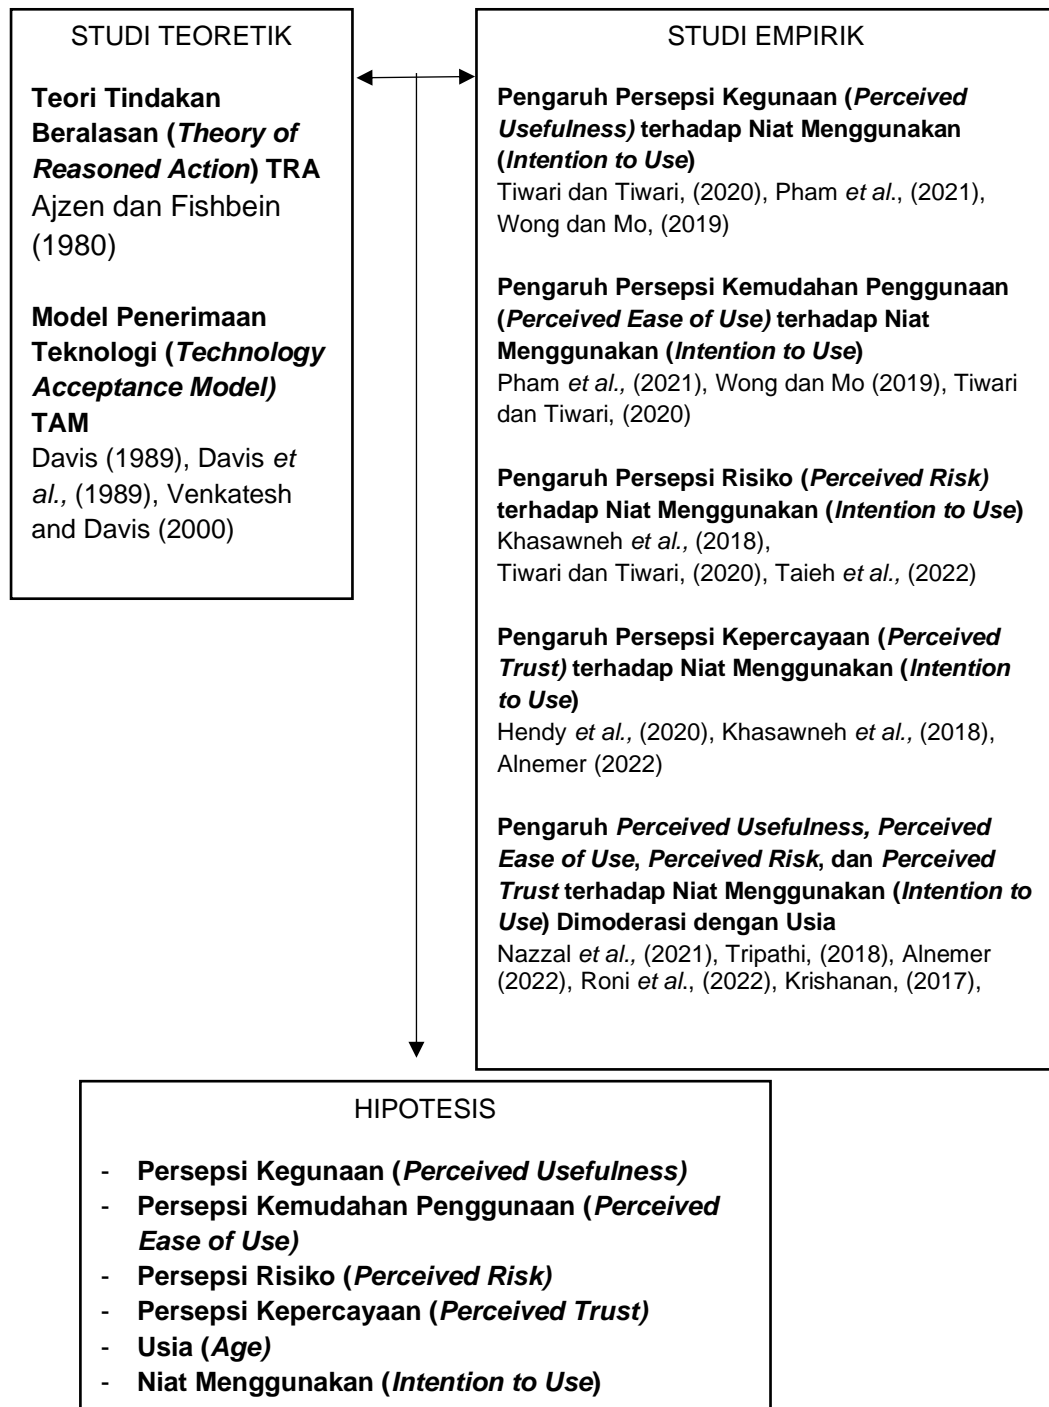 STUDI TEORETIK
Teori Tindakan
Beralasan (Theory of
Reasoned Action) TRA
Ajzen dan Fishbein
(1980)
Model Penerimaan
Teknologi (Technology
Acceptance Model)
TAM
Davis (1989), Davis et
al., (1989), Venkatesh
and Davis (2000)
STUDI EMPIRIK
Pengaruh Persepsi Kegunaan (Perceived
Usefulness) terhadap Niat Menggunakan
(Intention to Use)
Tiwari dan Tiwari, (2020), Pham et al., (2021),
Wong dan Mo, (2019)
Pengaruh Persepsi Kemudahan Penggunaan
(Perceived Ease of Use) terhadap Niat
Menggunakan (Intention to Use)
Pham et al., (2021), Wong dan Mo (2019), Tiwari
dan Tiwari, (2020)
Pengaruh Persepsi Risiko (Perceived Risk)
terhadap Niat Menggunakan (Intention to Use)
Khasawneh et al., (2018),
Tiwari dan Tiwari, (2020), Taieh et al., (2022)
Pengaruh Persepsi Kepercayaan (Perceived
Trust) terhadap Niat Menggunakan (Intention
to Use)
Hendy et al., (2020), Khasawneh et al., (2018),
Alnemer (2022)
Pengaruh Perceived Usefulness, Perceived
Ease of Use, Perceived Risk, dan Perceived
Trust terhadap Niat Menggunakan (Intention to
Use) Dimoderasi dengan Usia
Nazzal et al., (2021), Tripathi, (2018), Alnemer
(2022), Roni et al., (2022), Krishanan, (2017),
HIPOTESIS
- Persepsi Kegunaan (Perceived Usefulness)
- Persepsi Kemudahan Penggunaan (Perceived
Ease of Use)
- Persepsi Risiko (Perceived Risk)
- Persepsi Kepercayaan (Perceived Trust)
- Usia (Age)
- Niat Menggunakan (Intention to Use)